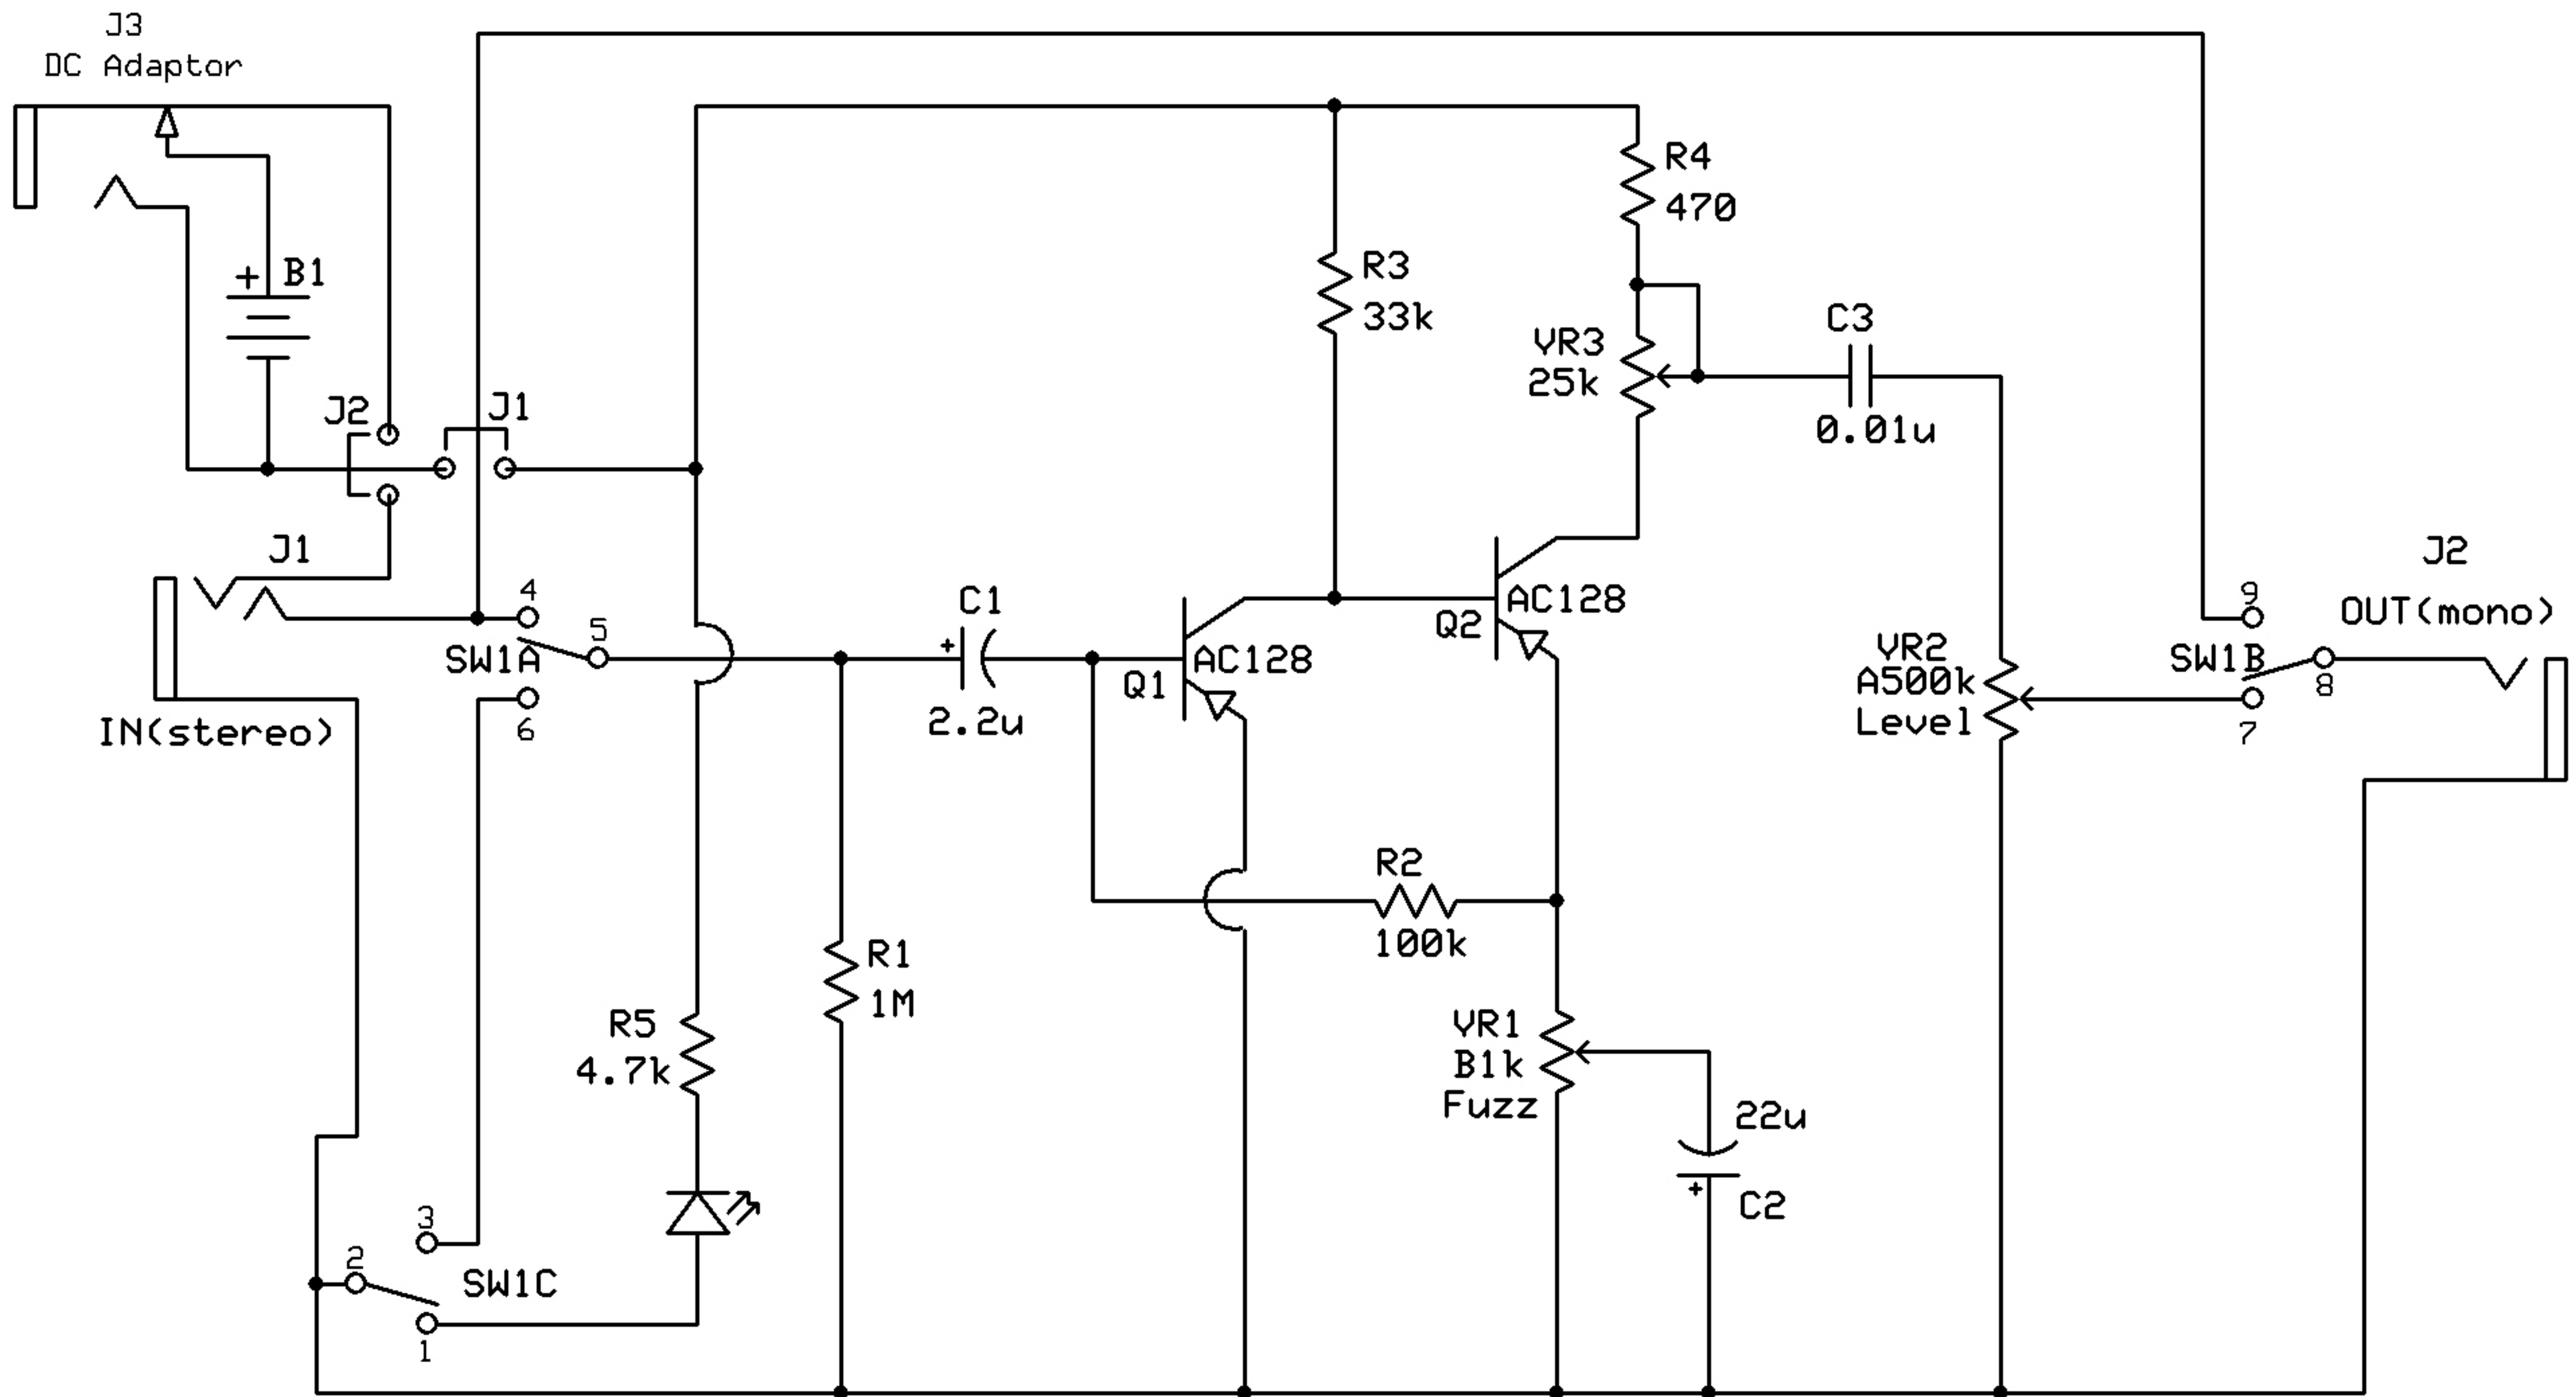 J3
DC Adaptor
R4
470
+ B1
R3
33k
C3
VR3
25k
J2
J1
0.01u
J1
4
C1
AC128
9
J2
OUT(mono)
5
+
Q2
SW1A
AC128
VR2
A500k
Level
SW1B
8
Q1
IN(stereo)
6
2.2u
7
R2
100k
R1
1M
R5
4.7k
VR1
B1k
Fuzz
22u
+
C2
3
2
SW1C
1